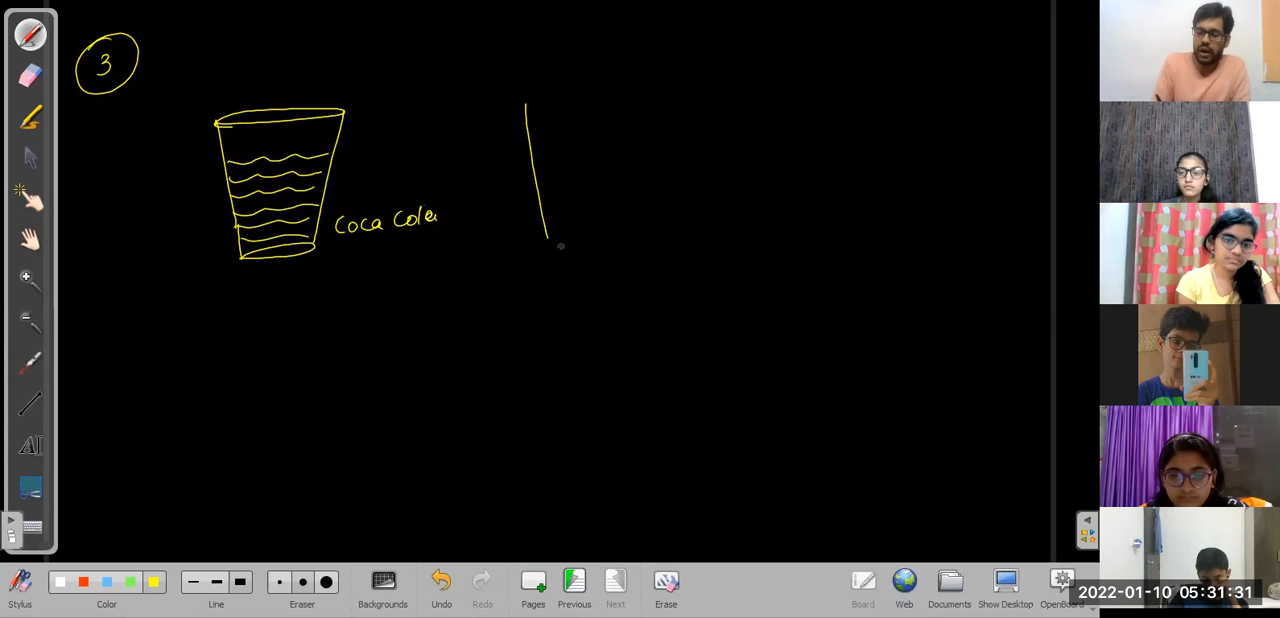 3
Coca Cola
AI
Stylus
Color
Line
Eraser
Backgrounds
Undo
Redo
Pages
Previous
Next
Erase
Board
Web
Documents
Show Desktop
OpenBoard
2022-01-10 05:31:31